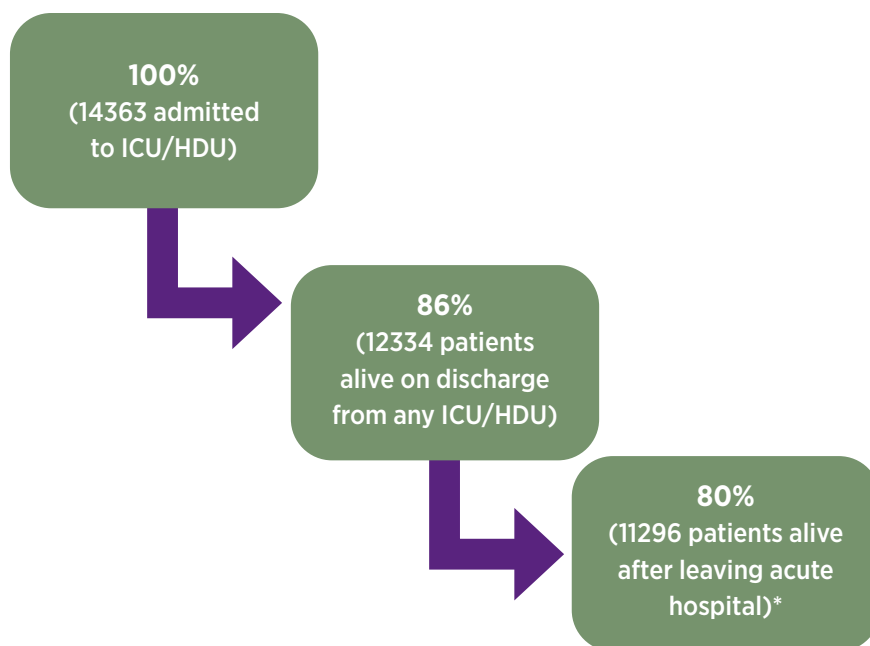 100%
(14363 admitted
to ICU/HDU)
86%
(12334 patients
alive on discharge
from any ICU/HDU)
80%
(11296 patients alive
after leaving acute
hospital)*